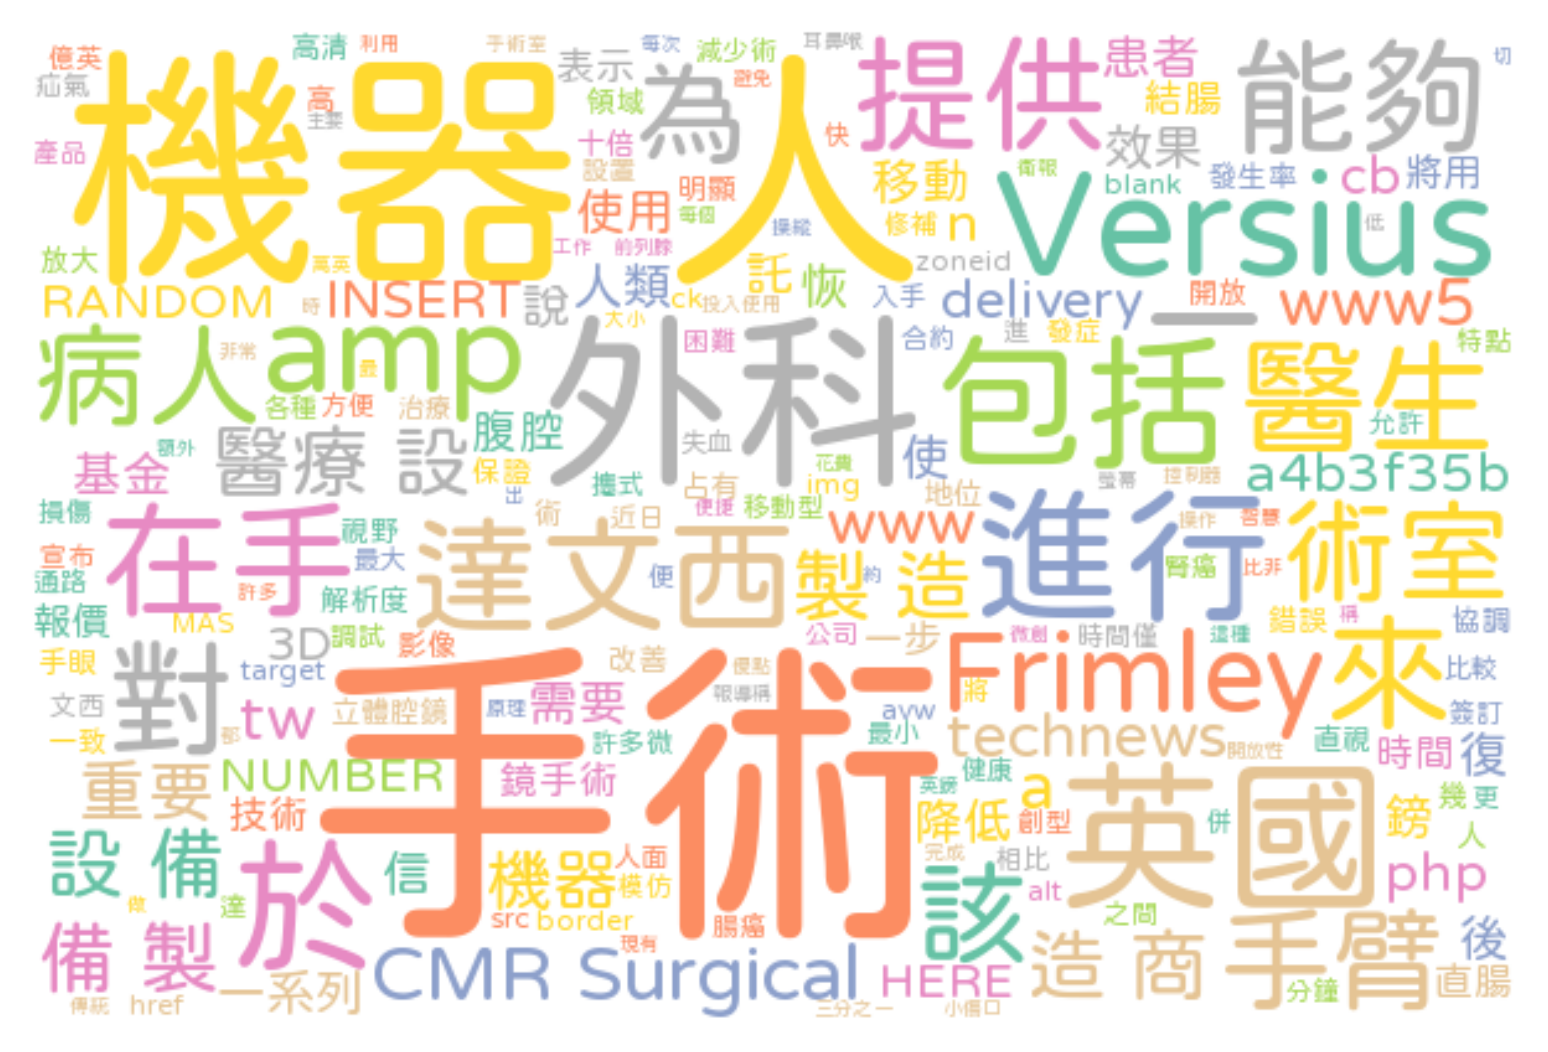 億英 高清 利用 手術室 表示 每次 減少術 耳鼻喉 提供 患者 能夠 切
疝氣 機器人 高 主要 領域 為 避免 結腸
產品 十倍 設置 快 效果
使用 明顯 每個 移動 衛報 blank 發生率 cb 將用
修補 n Versius 低
放大 萬英 工作 前列腺 操縱 託 恢 zoneid
RANDOM 時 INSERT 說 人類 ck 投入使用 入手 delivery 開放 www5
大小 一
病人 非常 amp 最 外科 困難 合約 進 發症 包括 醫生 特點
各種 方便 治療 腹腔 允許
額外 醫療 設 失血 使
基金 保證 花費 img 螢幕 控制器 a4b3f35b
出 攜式 占有 地位
損傷 在手 視野 術 近日 便捷 移動型 www 進行 操作 智慧 術室
宣布 最大 達文西 製造 腎癌 比非
通路 許多 解析度 便 約
報價 MAS 3D 調試 影像 公司 一步 微創 時間僅 這種 錯誤 稱 協調
手眼 對 target 手術 改善 優點 Frimley 來 比較
文西 tw 立體腔鏡 原理 需要 報導稱 將 avw 簽訂
一致 都 許多微 最小 technews 開放性 直視 時間 復
重要 NUMBER 鏡手術 健康
技術 英鎊 a 英國 幾 更
設備 於 信 機器 人面 降低 創型 併 鎊 人
模仿 完成 相比 php
做 達 src border 腸癌 該 alt 之間
備製 現有 手臂 後
一系列 CMR Surgical HERE 造商 分鐘 直腸
傳統 href 三分之一 小傷口